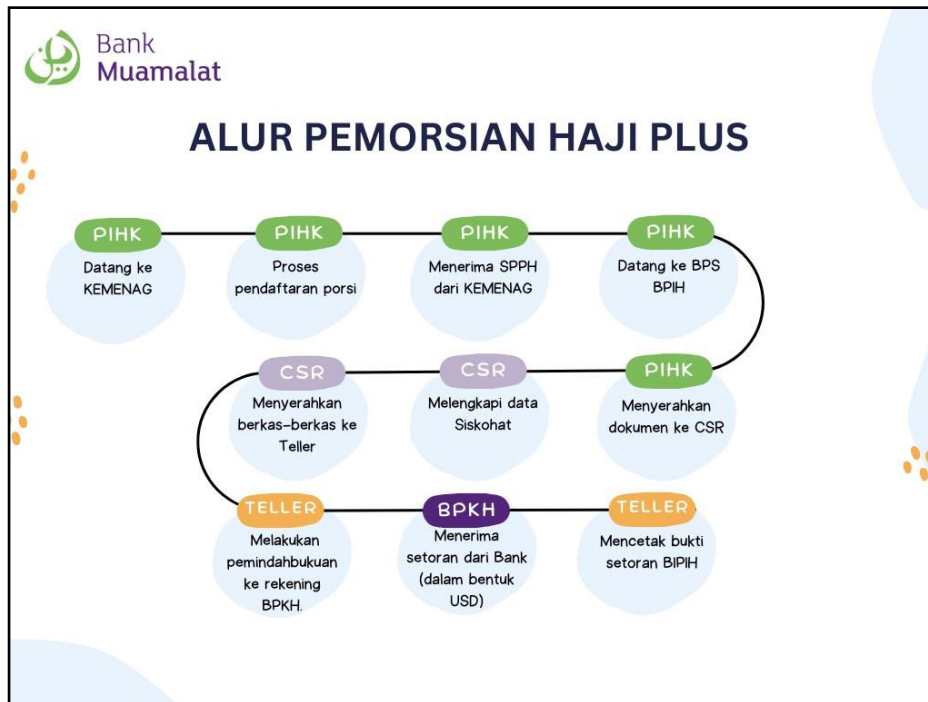 Bank
Muamalat
ALUR PEMORSIAN HAJI PLUS
PIHK
Datang ke
KEMENAG
PIHK
Proses
pendaftaran porsi
PIHK
Menerima SPPH
dari KEMENAG
PIHK
Datang ke BPS
BPIH
PIHK
Menyerahkan
dokumen ke CSR
CSR
Melengkapi data
Siskohat
CSR
Menyerahkan
berkas-berkas ke
Teller
TELLER
Melakukan
pemindahbukuan
ke rekening
BPKH.
BPKH
Menerima
setoran dari Bank
(dalam bentuk
USD)
TELLER
Mencetak bukti
setoran BIPIH